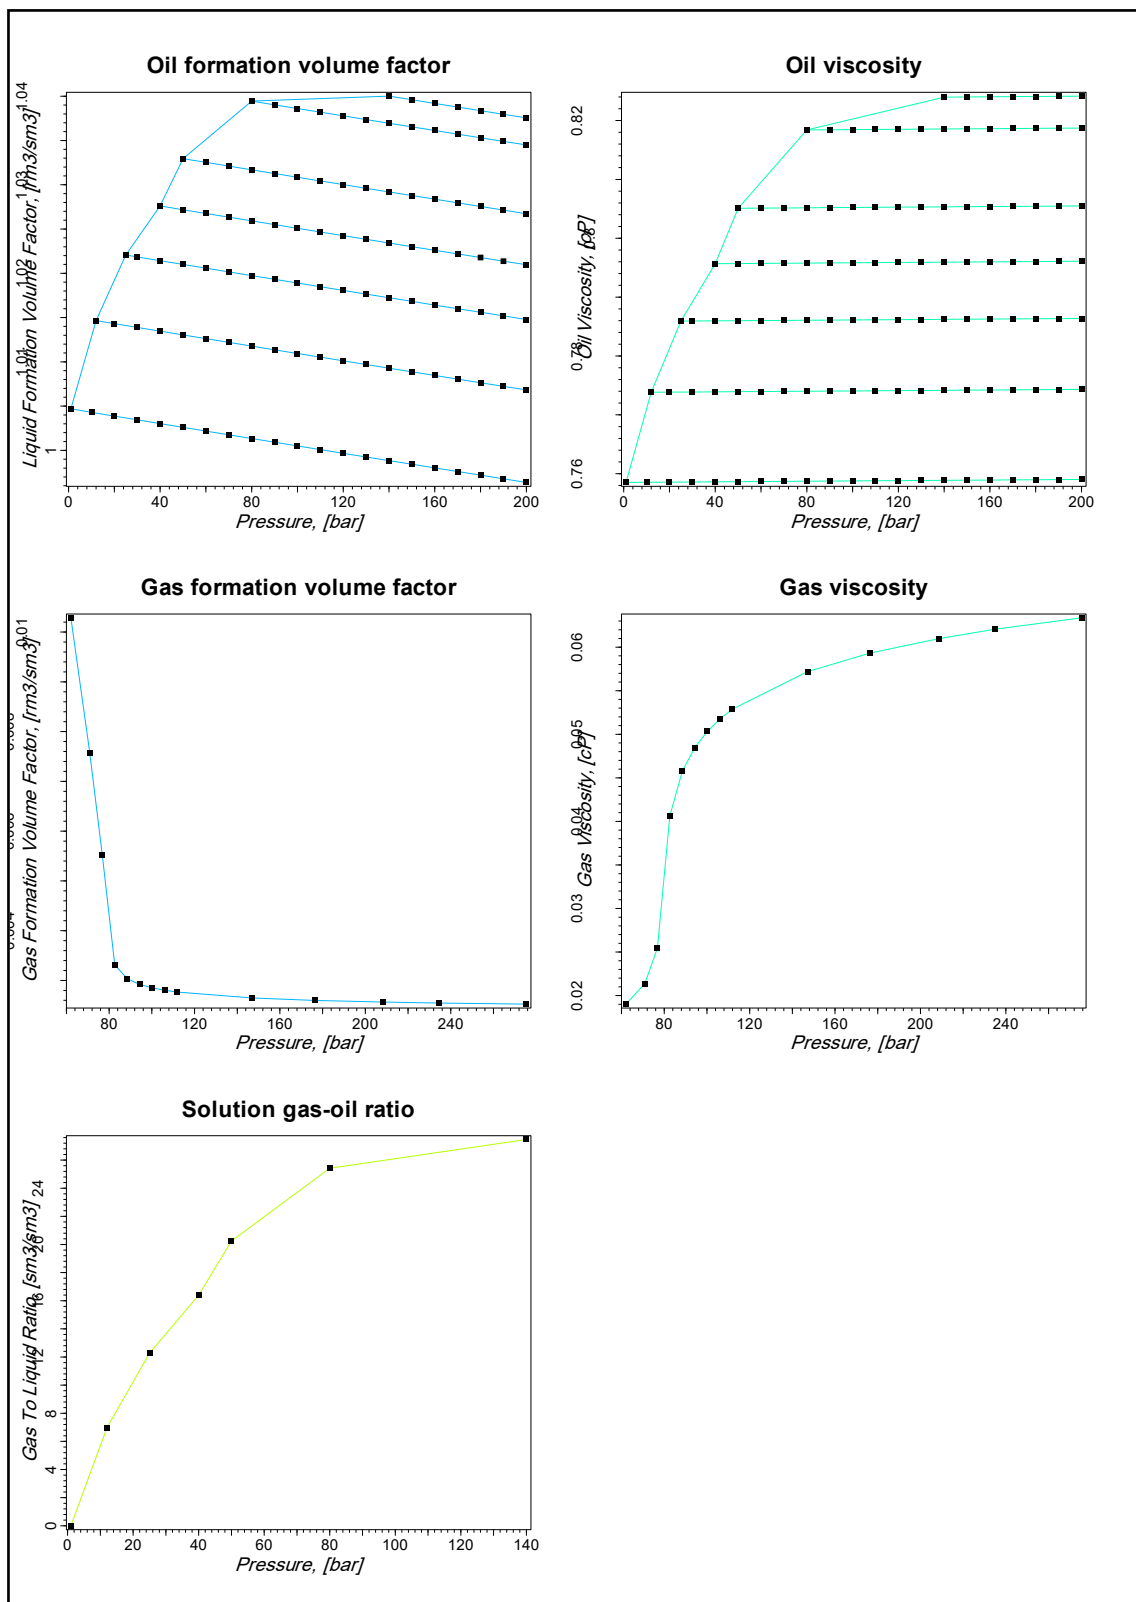 Oil formation volume factor
Liquid Formation Volume Factor, [rm3/sm3]
1.04
1.03
1.02
1.01
1
0 40 80 120 160 200
Pressure, [bar]
Oil viscosity
Oil Viscosity, [cP]
0.82
0.8
0.78
0.76
0 40 80 120 160 200
Pressure, [bar]
Gas formation volume factor
Gas Formation Volume Factor, [rm3/sm3]
0.01
0.004
80 120 160 200 240
Pressure, [bar]
Gas viscosity
Gas Viscosity, [cP]
0.06
0.05
0.04
0.03
0.02
80 120 160 200 240
Pressure, [bar]
Solution gas-oil ratio
Gas To Liquid Ratio, [sm3/sm3]
24
20
16
12
8
4
0
0 20 40 60 80 100 120 140
Pressure, [bar]